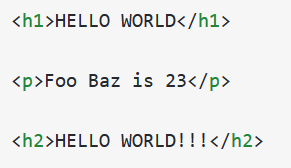 <h1>HELLO WORLD</h1>
<p>Foo Baz is 23</p>
<h2>HELLO WORLD!!!</h2>